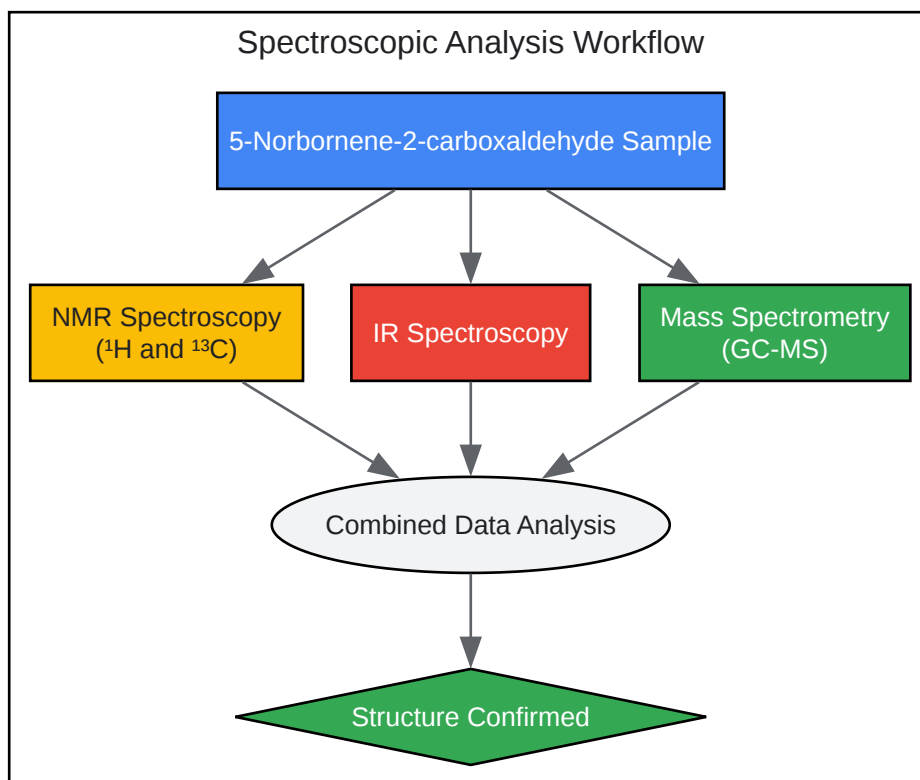 Spectroscopic Analysis Workflow
5-Norbornene-2-carboxaldehyde Sample
NMR Spectroscopy
(¹H and ¹³C)
IR Spectroscopy
Mass Spectrometry
(GC-MS)
Combined Data Analysis
Structure Confirmed